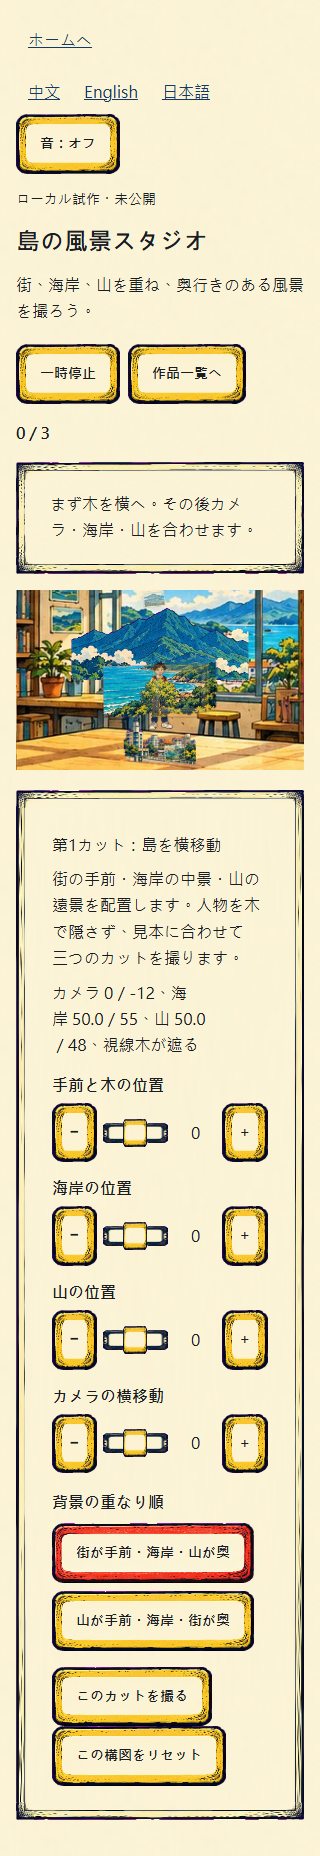 ホームへ
中文 English 日本語
音：オフ
ローカル試作・未公開
島の風景スタジオ
街、海岸、山を重ね、奥行きのある風景
を撮ろう。
一時停止 作品一覧へ
0 / 3
まず木を横へ。その後カメ
ラ・海岸・山を合わせます。
第1カット：島を横移動
街の手前・海岸の中景・山の
遠景を配置します。人物を木
で隠さず、見本に合わせて
三つのカットを撮ります。
カメラ 0 / -12、海
岸 50.0 / 55、山 50.0
/ 48、視線木が遮る
手前と木の位置
− 0 +
海岸の位置
− 0 +
山の位置
− 0 +
カメラの横移動
− 0 +
背景の重なり順
街が手前・海岸・山が奥
山が手前・海岸・街が奥
このカットを撮る
この構図をリセット